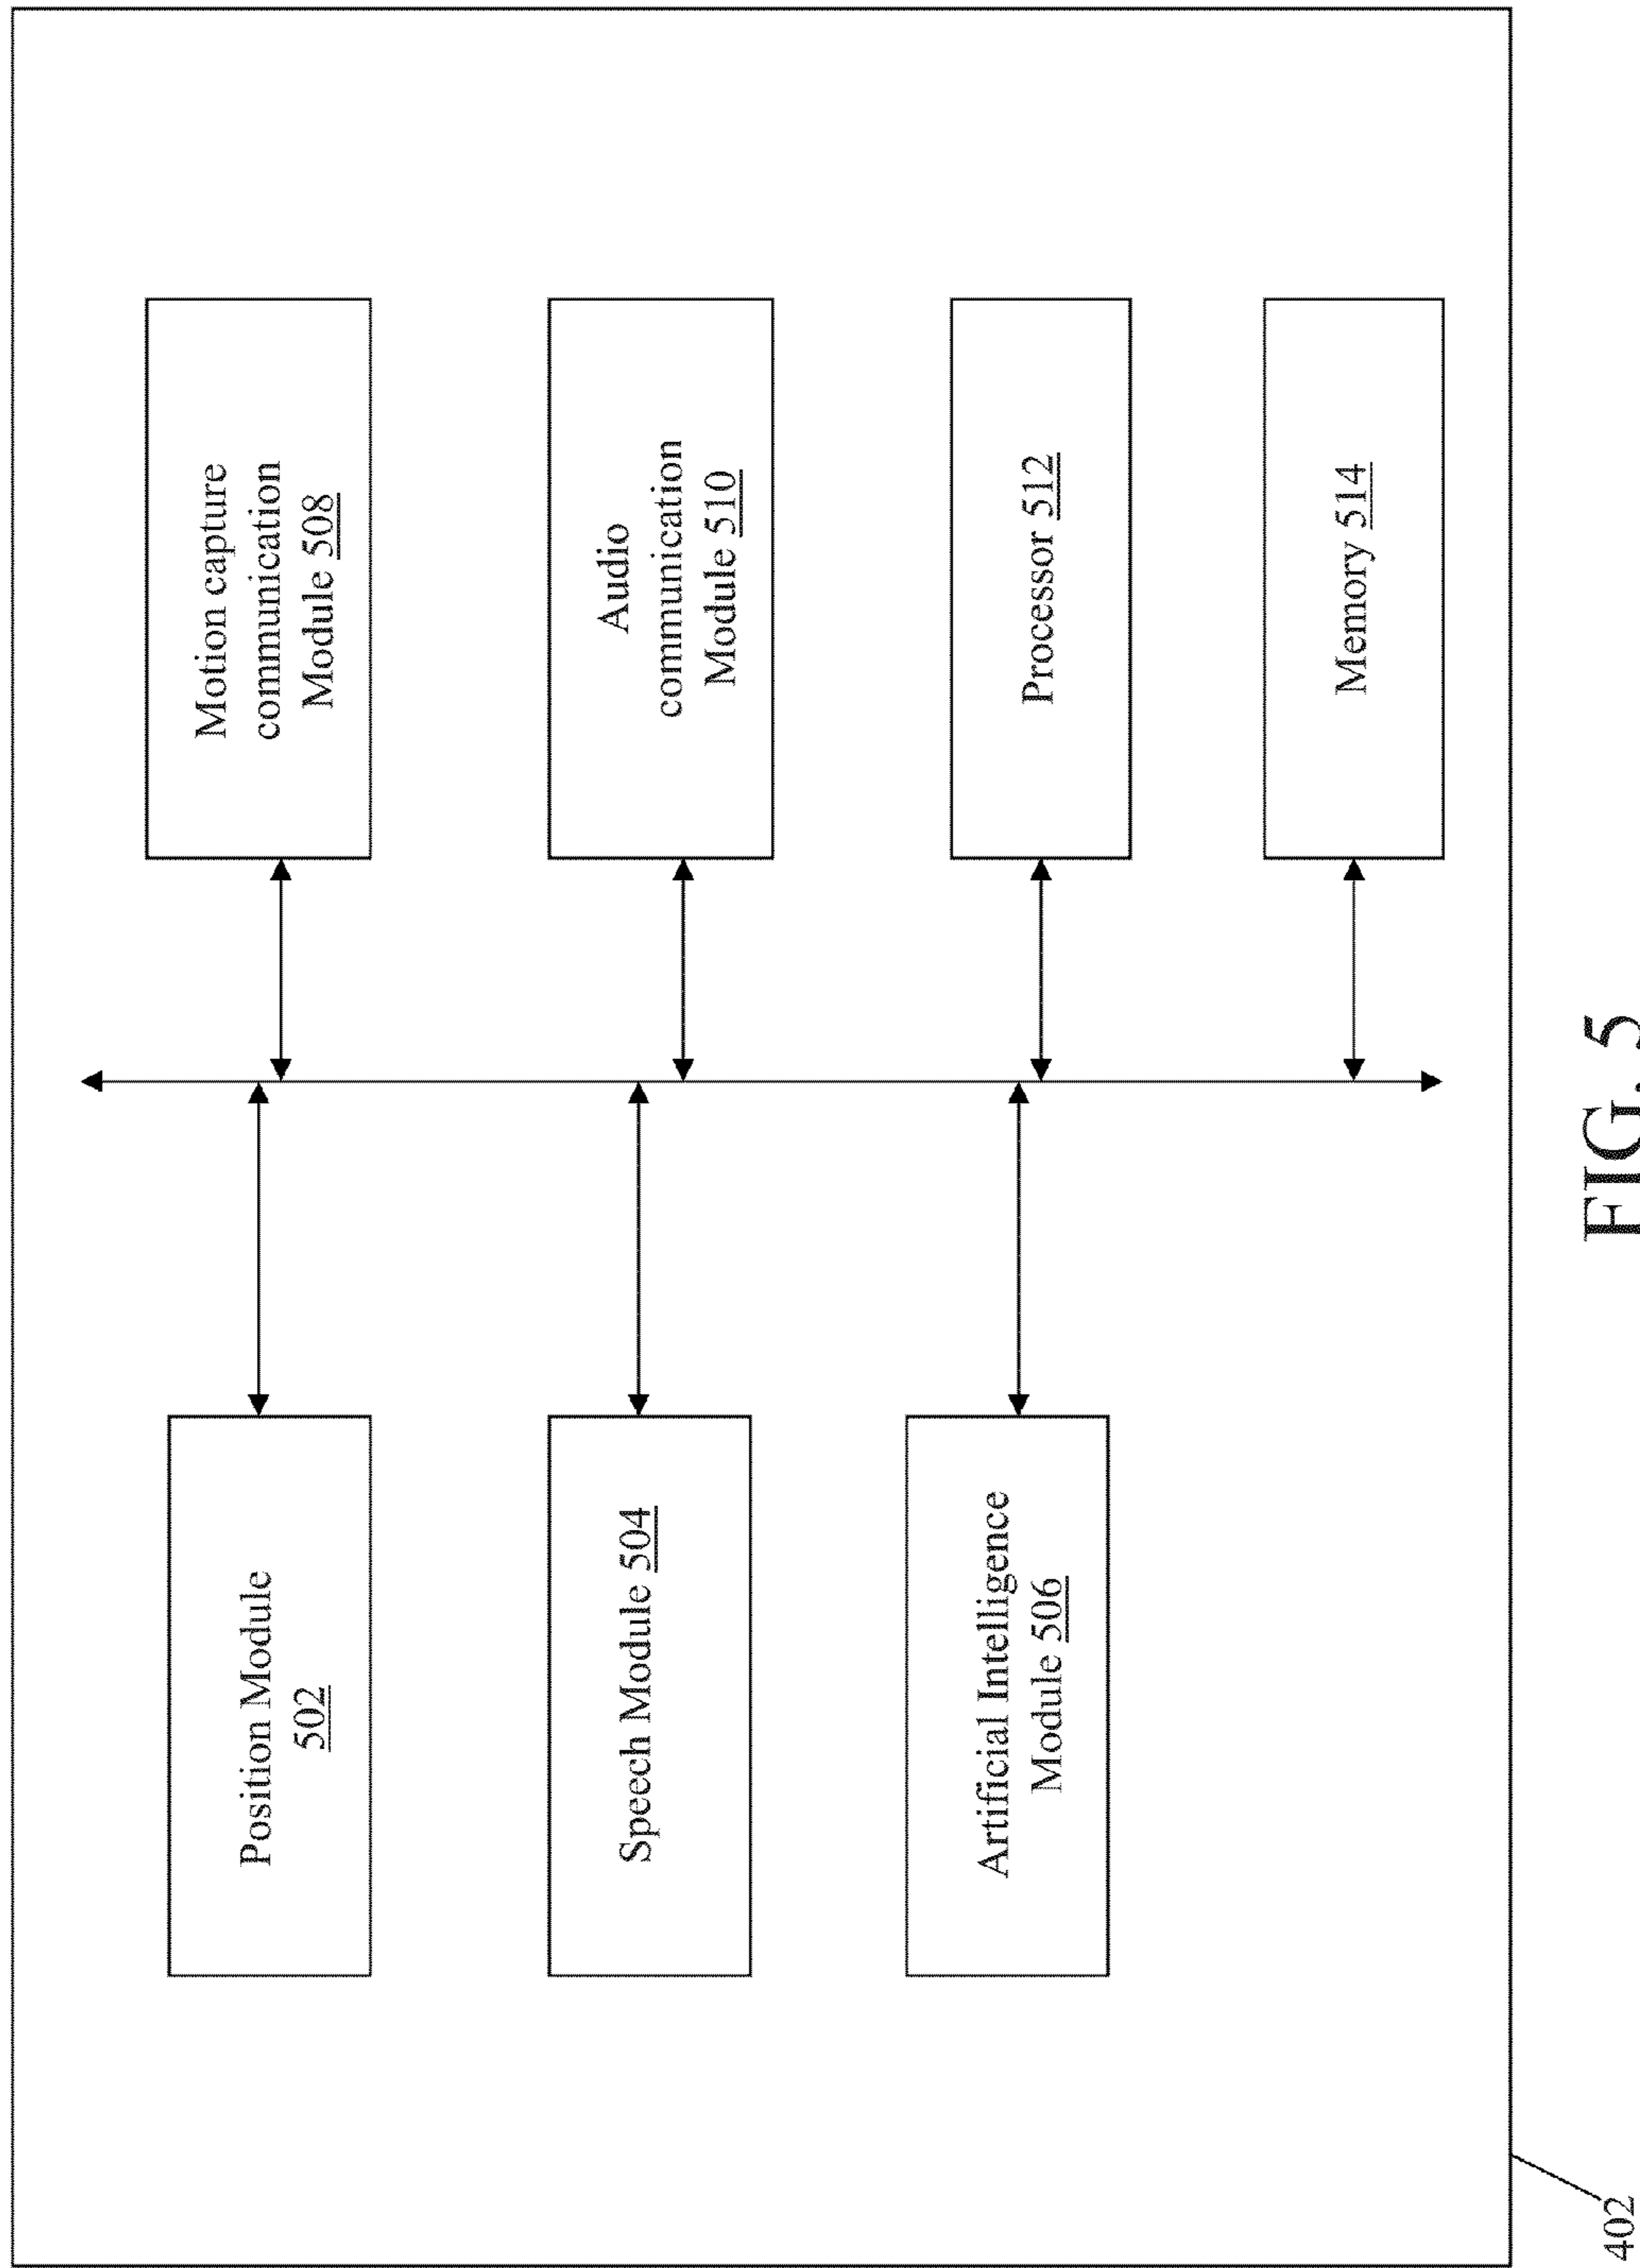 Position Module
502
Speech Module 504
Artificial Intelligence
Module 506
Motion capture
communication
Module 508
Audio
communication
Module 510
Processor 512
Memory 514
402
FIG. 5